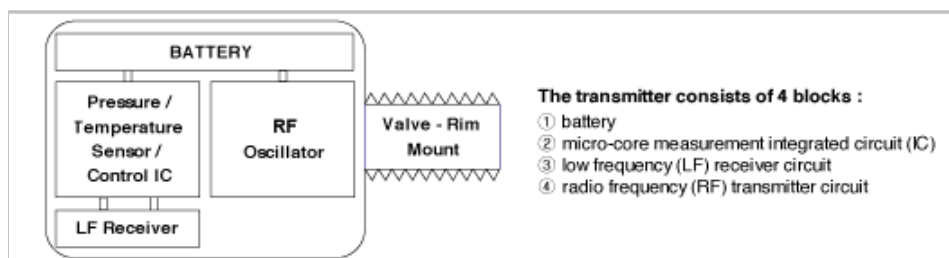 BATTERY
Pressure /
Temperature
Sensor /
Control IC
RF
Oscillator
Valve - Rim
Mount
LF Receiver
The transmitter consists of 4 blocks :
① battery
② micro-core measurement integrated circuit (IC)
③ low frequency (LF) receiver circuit
④ radio frequency (RF) transmitter circuit